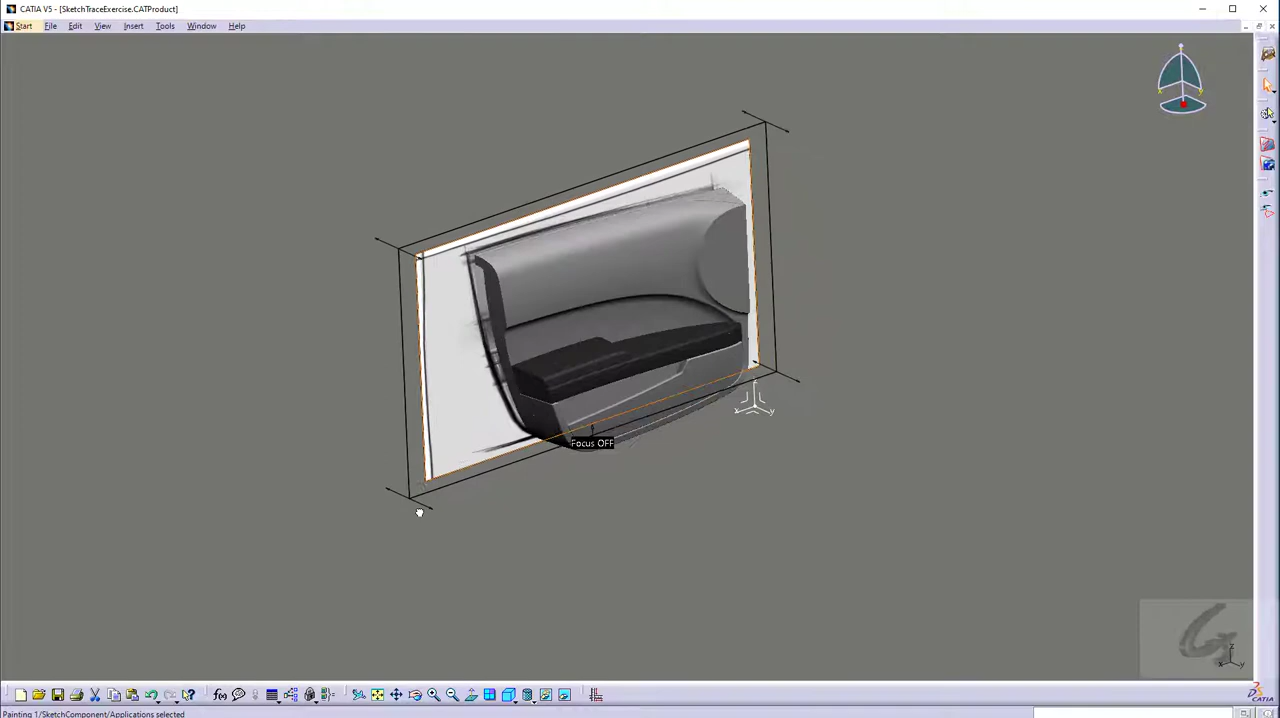 CATIA V5 - [SketchTraceExercise.CATProduct]
Start File Edit View Insert Tools Window Help
Focus OFF
x y
z
x y
f(x)
CATIA
Painting 1/SketchComponent/Applications selected